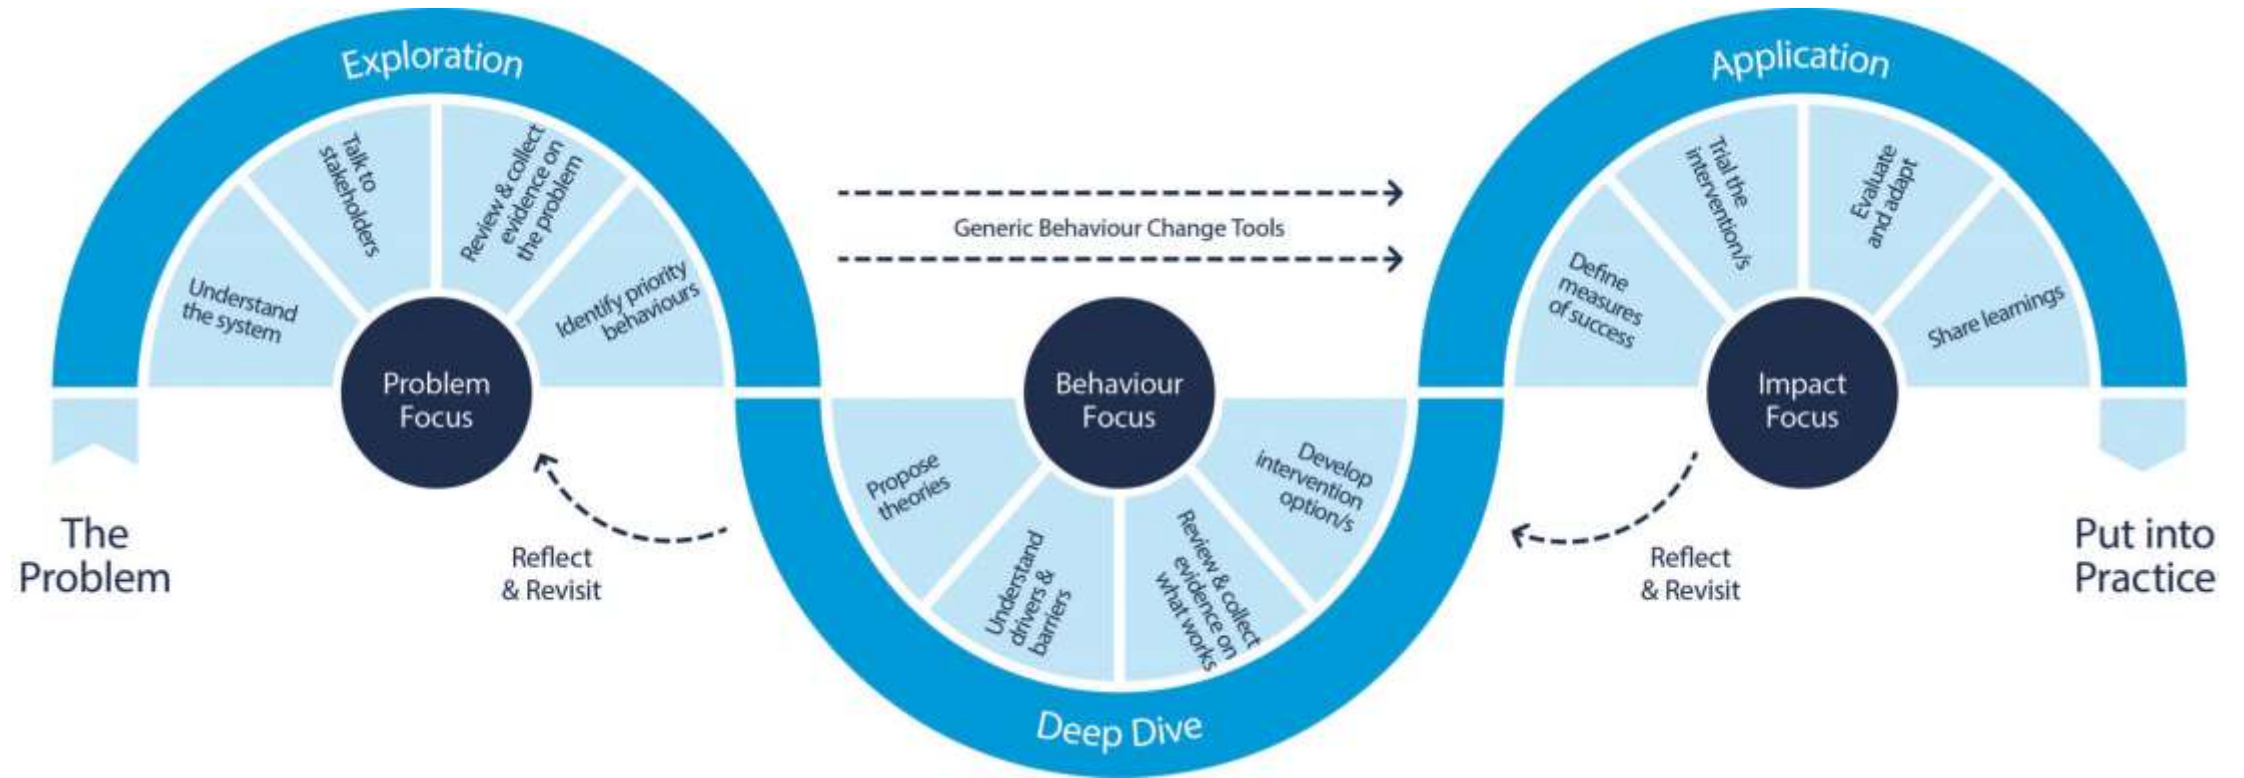 Exploration
Understand
the system
Talk to
stakeholders
Review & collect
evidence on
the problem
Identify priority
behaviours
Problem
Focus
The
Problem
Reflect
& Revisit
Generic Behaviour Change Tools
Behaviour
Focus
Propose
theories
Understand
drivers &
barriers
Review & collect
evidence on
what works
Develop
intervention
option/s
Deep Dive
Application
Define
measures
of success
Trial the
intervention/s
Evaluate
and adapt
Share learnings
Impact
Focus
Reflect
& Revisit
Put into
Practice